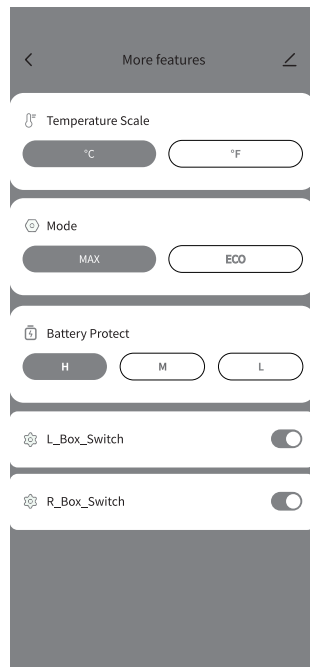 More features
Temperature Scale
°C °F
Mode
MAX ECO
Battery Protect
H M L
L_Box_Switch
R_Box_Switch